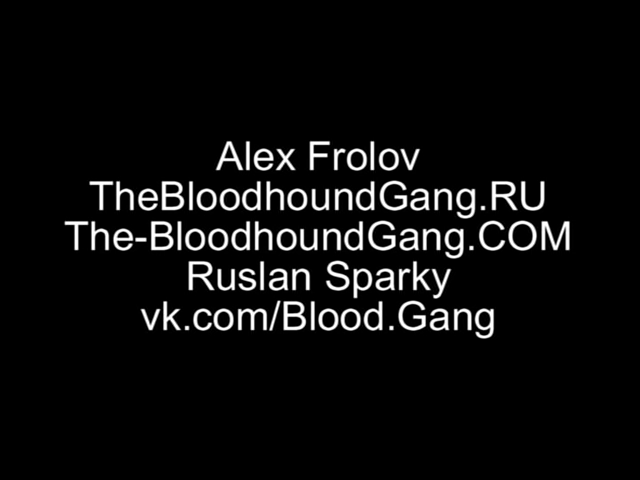 Alex Frolov
TheBloodhoundGang.RU
The-BloodhoundGang.COM
Ruslan Sparky
vk.com/Blood.Gang